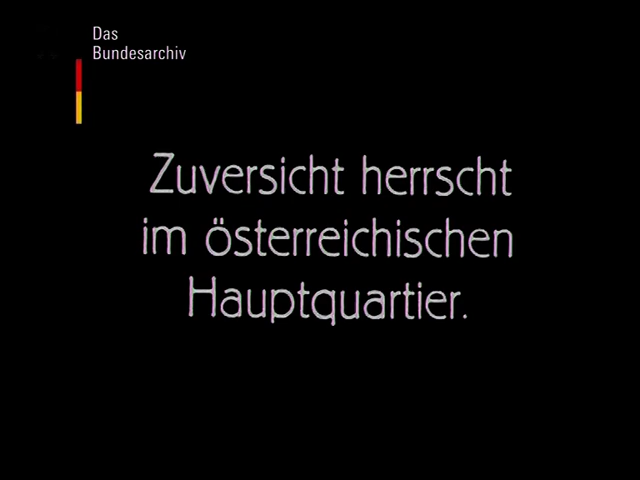 Das
Bundesarchiv
Zuversicht herrscht
im österreichischen
Hauptquartier.